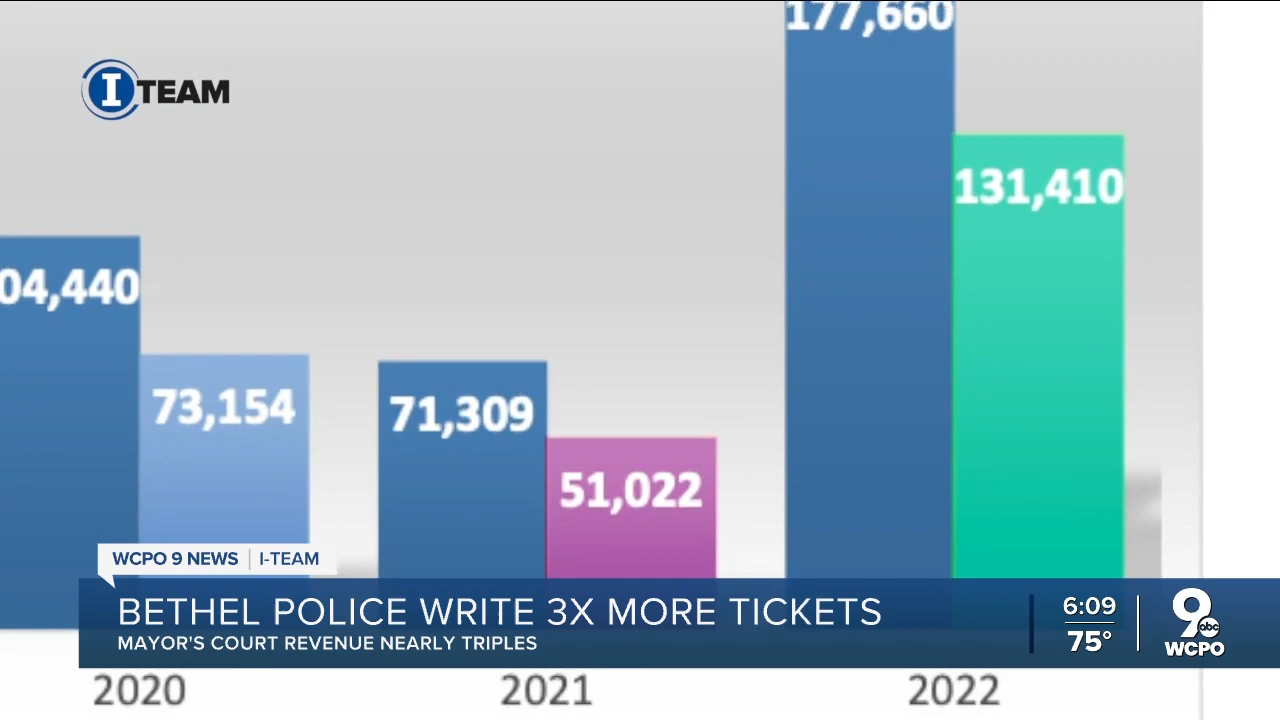 177,660
I TEAM
131,410
04,440
73,154
71,309
51,022
WCPO 9 NEWS | I-TEAM
BETHEL POLICE WRITE 3X MORE TICKETS
MAYOR'S COURT REVENUE NEARLY TRIPLES
6:09
75°
9
abc
WCPO
2020 2021 2022